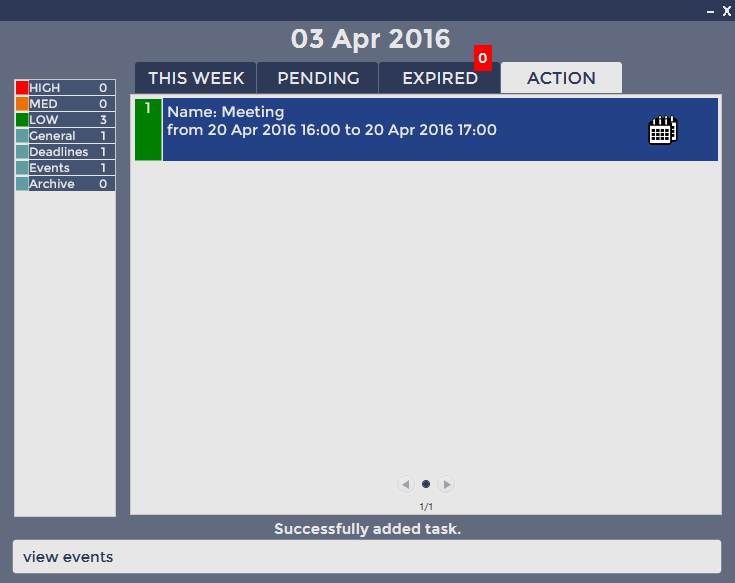 – X
03 Apr 2016
0
THIS WEEK PENDING EXPIRED ACTION
HIGH 0
MED 0
LOW 3
General 1
Deadlines 1
Events 1
Archive 0
1
Name: Meeting
from 20 Apr 2016 16:00 to 20 Apr 2016 17:00
1/1
Successfully added task.
view events